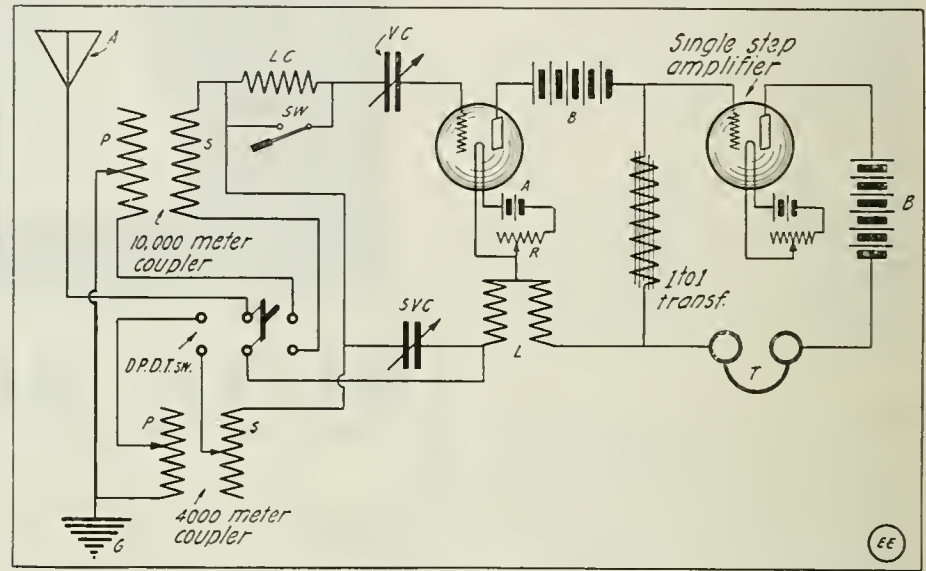 A
LC
VC
Single step
amplifier
SW
P
S
B
A
R
10,000 meter
coupler
1 to 1
transf.
B
SVC
D.P.D.T. SW.
L
T
P
S
4000 meter
coupler
G
EE